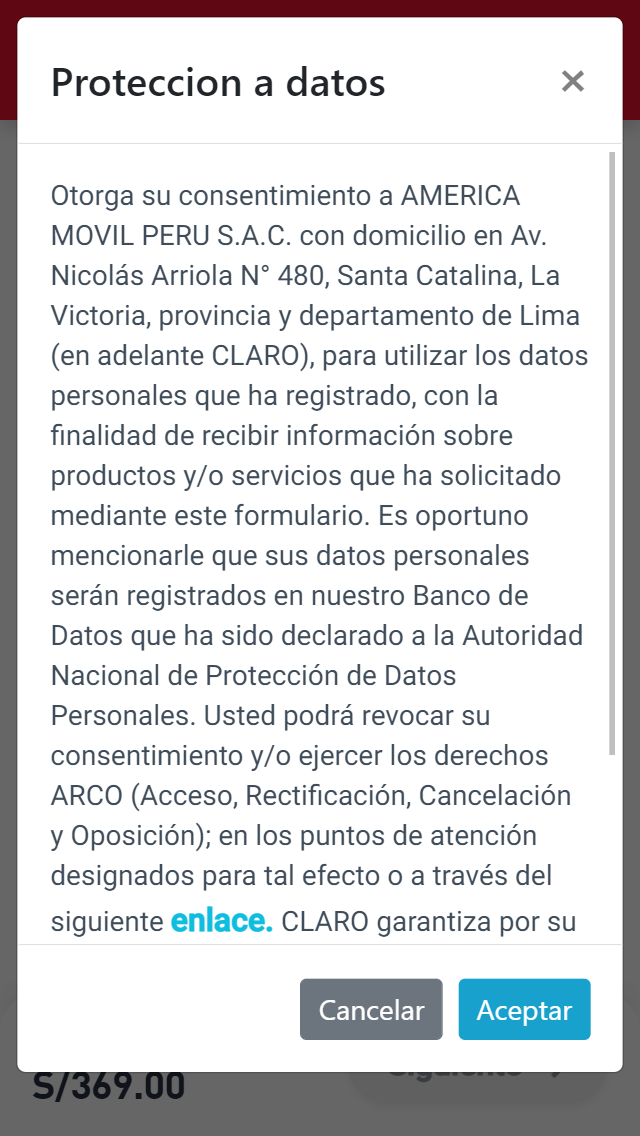 Proteccion a datos
×
Otorga su consentimiento a AMERICA
MOVIL PERU S.A.C. con domicilio en Av.
Nicolás Arriola N° 480, Santa Catalina, La
Victoria, provincia y departamento de Lima
(en adelante CLARO), para utilizar los datos
personales que ha registrado, con la
finalidad de recibir información sobre
productos y/o servicios que ha solicitado
mediante este formulario. Es oportuno
mencionarle que sus datos personales
serán registrados en nuestro Banco de
Datos que ha sido declarado a la Autoridad
Nacional de Protección de Datos
Personales. Usted podrá revocar su
consentimiento y/o ejercer los derechos
ARCO (Acceso, Rectificación, Cancelación
y Oposición); en los puntos de atención
designados para tal efecto o a través del
siguiente enlace. CLARO garantiza por su
Cancelar Aceptar
S/369.00 Siguiente